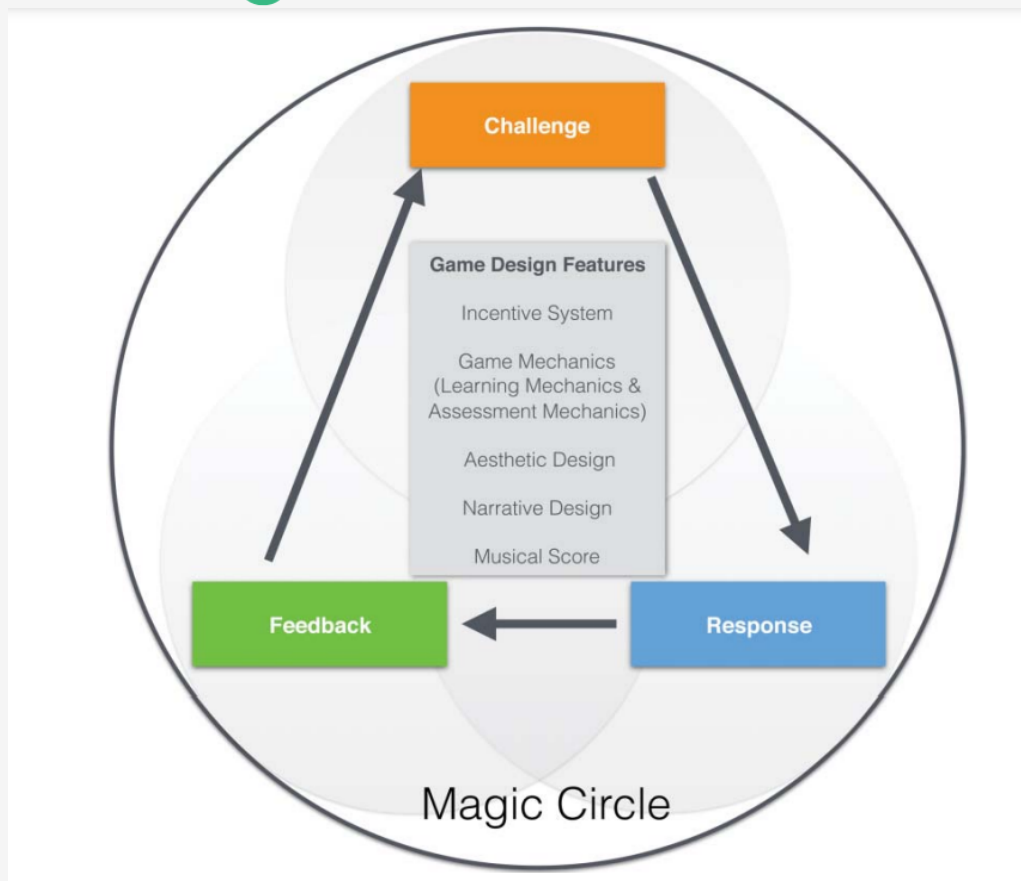 Challenge
Game Design Features
Incentive System
Game Mechanics
(Learning Mechanics &
Assessment Mechanics)
Aesthetic Design
Narrative Design
Musical Score
Feedback
Response
Magic Circle